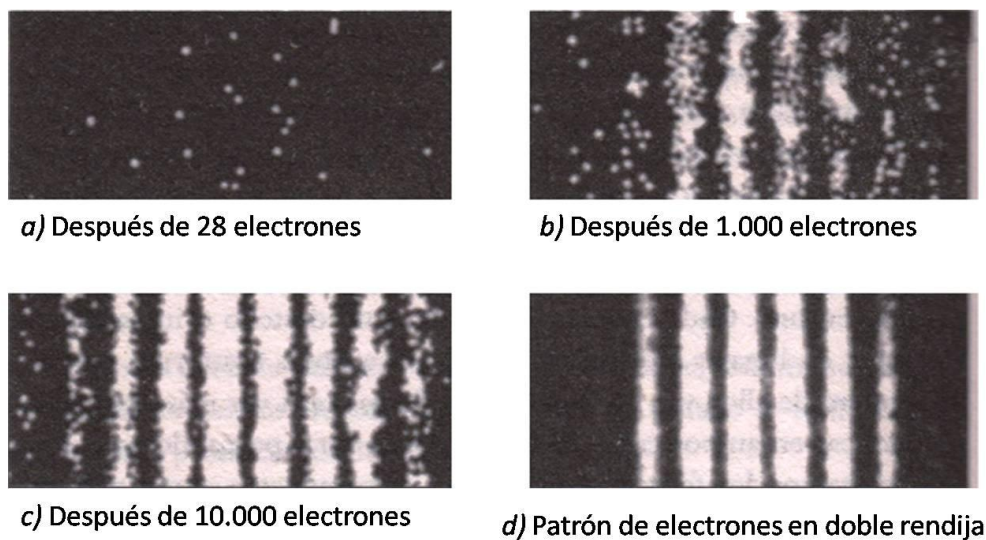 a) Después de 28 electrones
b) Después de 1.000 electrones
c) Después de 10.000 electrones
d) Patrón de electrones en doble rendija